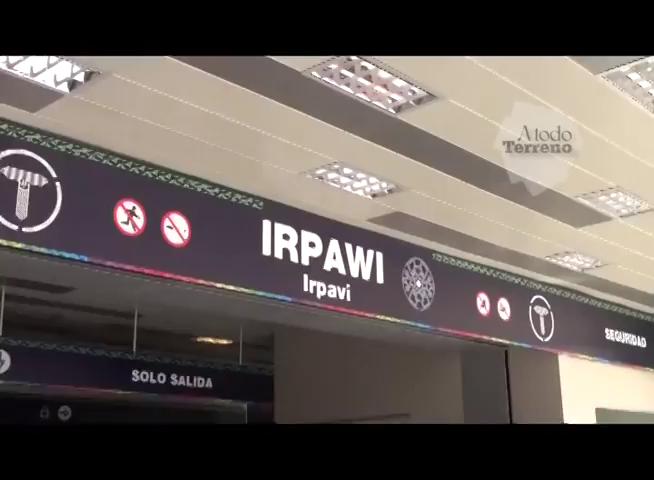 A todo
Terreno
IRPAWI
Irpavi
SEGURIDAD
SOLO SALIDA